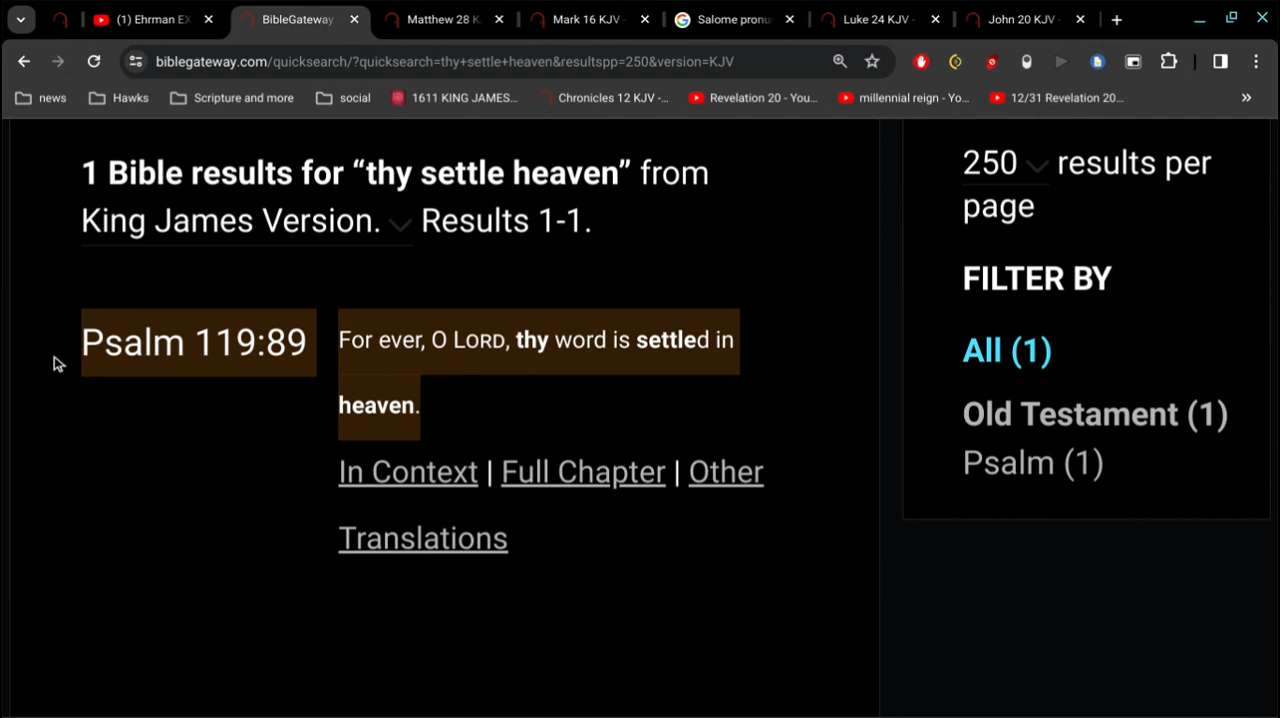 (1) Ehrman EX
BibleGateway
Matthew 28 K
Mark 16 KJV
Salome pronu
Luke 24 KJV -
John 20 KJV -
biblegateway.com/quicksearch/?quicksearch=thy+settle+heaven&resultspp=250&version=KJV
news
Hawks
Scripture and more
social
1611 KING JAMES...
Chronicles 12 KJV -...
Revelation 20 - You...
millennial reign - Yo...
12/31 Revelation 20...
1 Bible results for “thy settle heaven” from
King James Version. Results 1-1.
Psalm 119:89
For ever, O LORD, thy word is settled in
heaven.
In Context | Full Chapter | Other
Translations
250 results per
page
FILTER BY
All (1)
Old Testament (1)
Psalm (1)